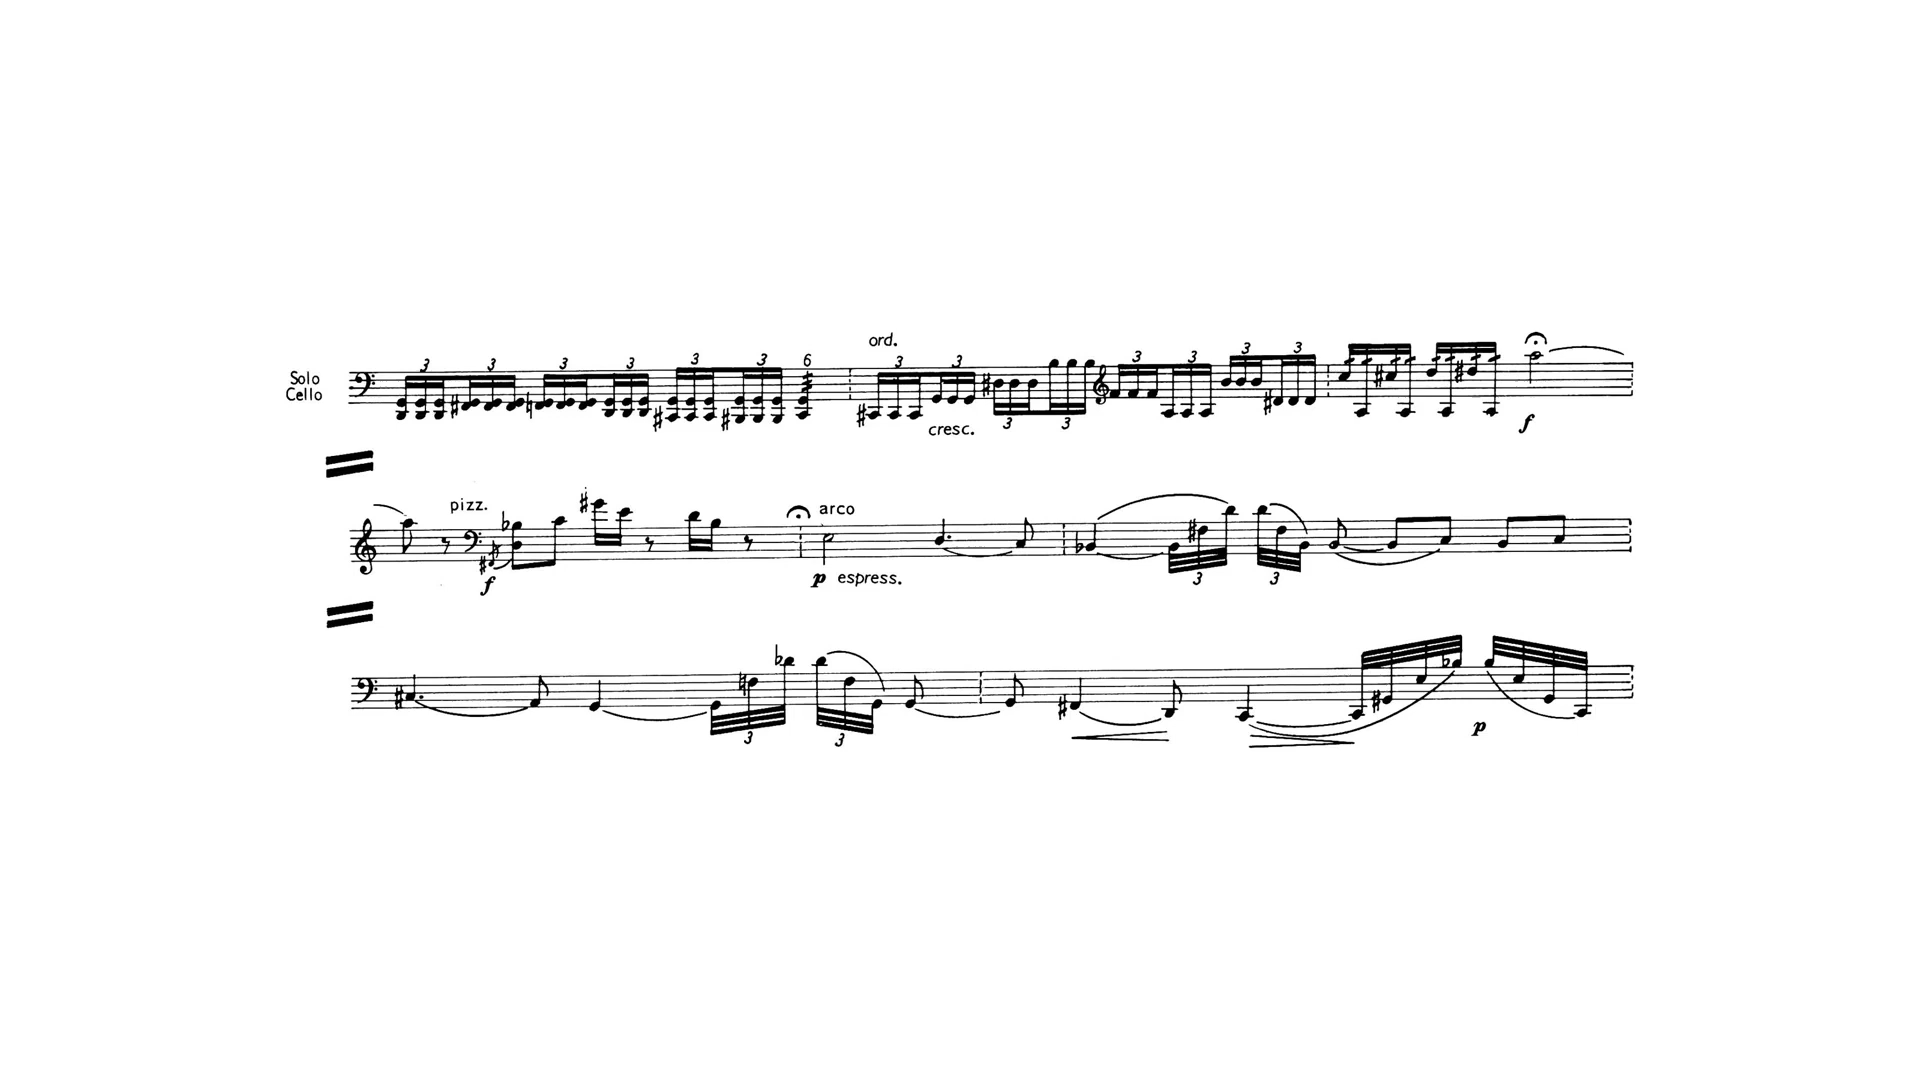 ord.
3 3 3 3 3 3 6 3 3 3 3 3 3
Solo
Cello
cresc. 3 3 f
pizz. arco
f p espress. 3 3
3 3 p